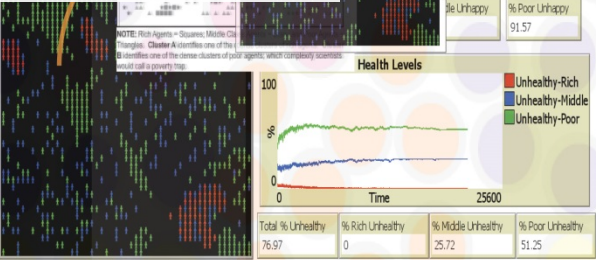 dle Unhappy
% Poor Unhappy
91.57
NOTE: Rich Agents = Squares; Middle Cla
Triangles. Cluster A identifies one of the
B identifies one of the dense clusters of poor agents, which complexity scientists
would call a poverty trap.
Health Levels
100
%
0
0
Time
25600
Unhealthy-Rich
Unhealthy-Middle
Unhealthy-Poor
Total % Unhealthy
% Rich Unhealthy
% Middle Unhealthy
% Poor Unhealthy
76.97
0
25.72
51.25